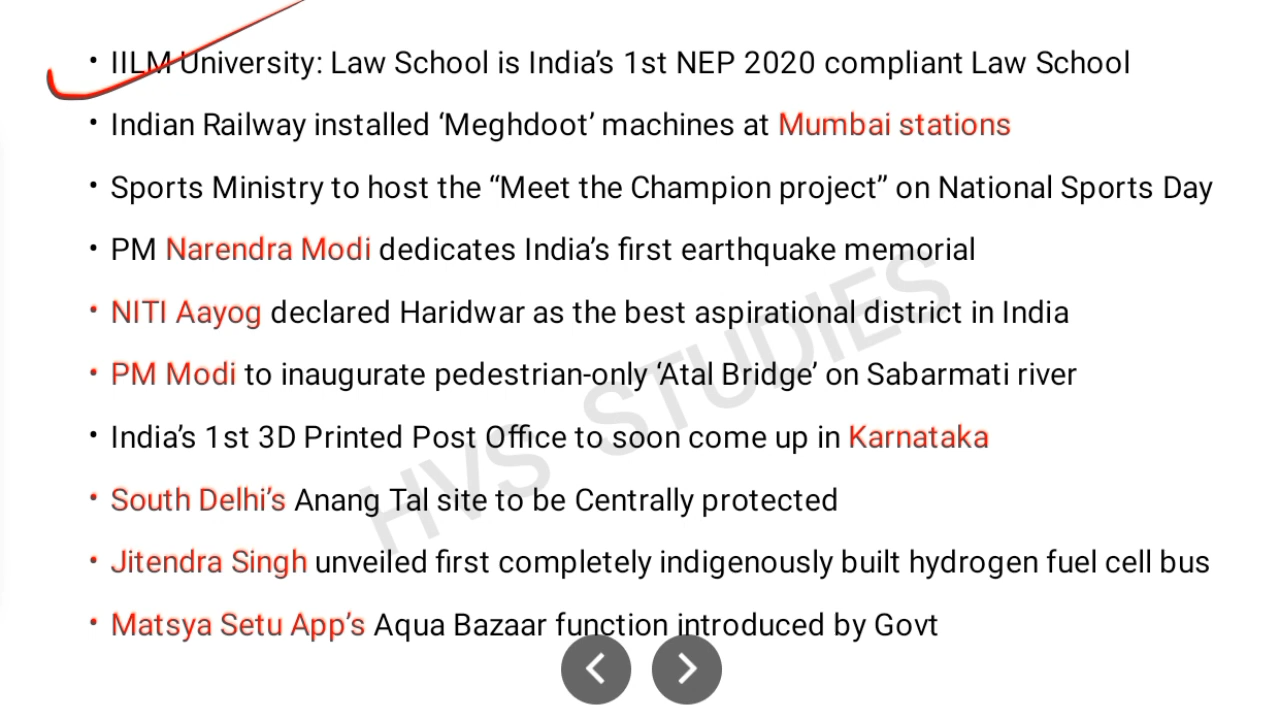 • IILM University: Law School is India's 1st NEP 2020 compliant Law School
• Indian Railway installed ‘Meghdoot’ machines at Mumbai stations
• Sports Ministry to host the “Meet the Champion project” on National Sports Day
• PM Narendra Modi dedicates India’s first earthquake memorial
• NITI Aayog declared Haridwar as the best aspirational district in India
• PM Modi to inaugurate pedestrian-only ‘Atal Bridge’ on Sabarmati river
• India’s 1st 3D Printed Post Office to soon come up in Karnataka
• South Delhi’s Anang Tal site to be Centrally protected
• Jitendra Singh unveiled first completely indigenously built hydrogen fuel cell bus
• Matsya Setu App’s Aqua Bazaar function introduced by Govt
HVS STUDIES